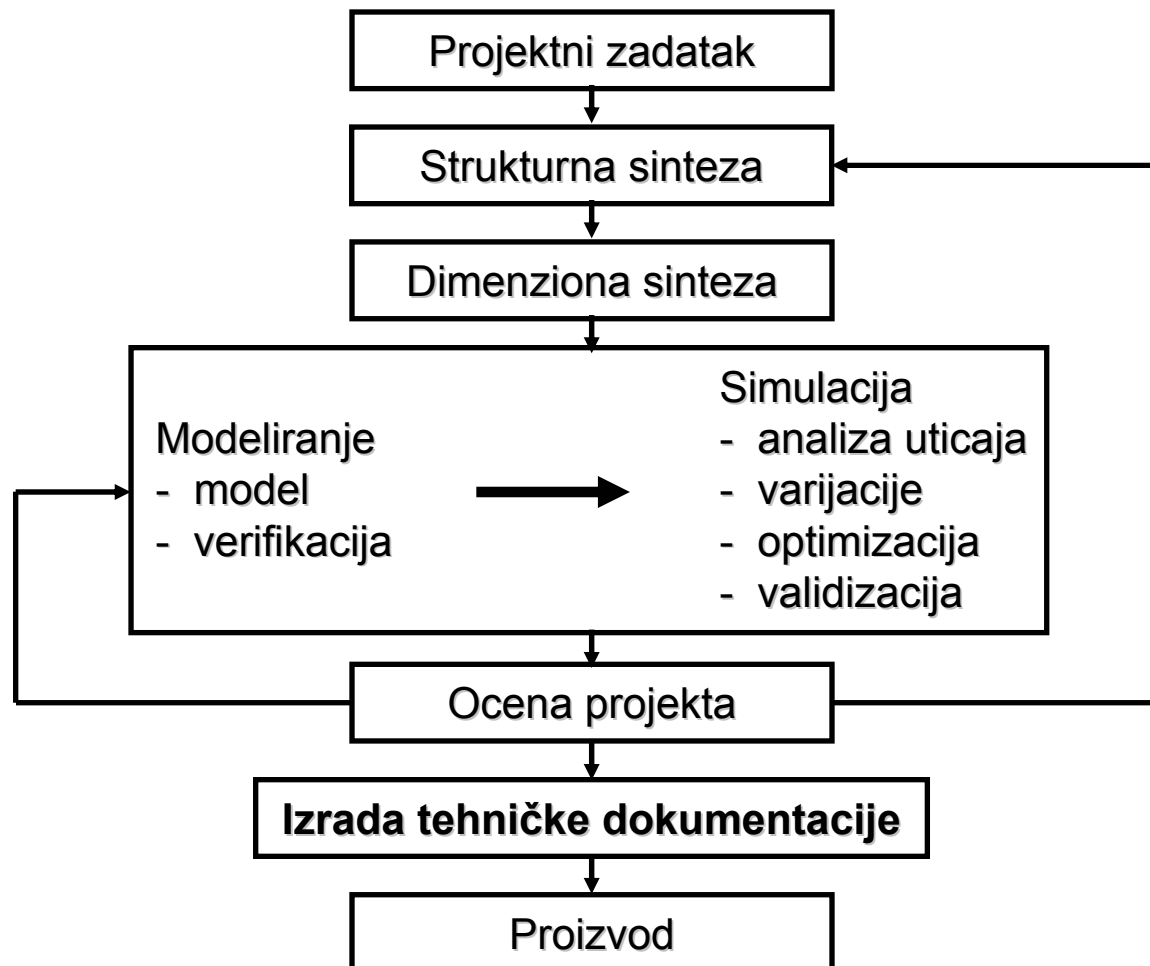 Projektni zadatak
Strukturna sinteza
Dimenziona sinteza
Modeliranje
- model
- verifikacija
Simulacija
- analiza uticaja
- varijacije
- optimizacija
- validizacija
Ocena projekta
Izrada tehničke dokumentacije
Proizvod